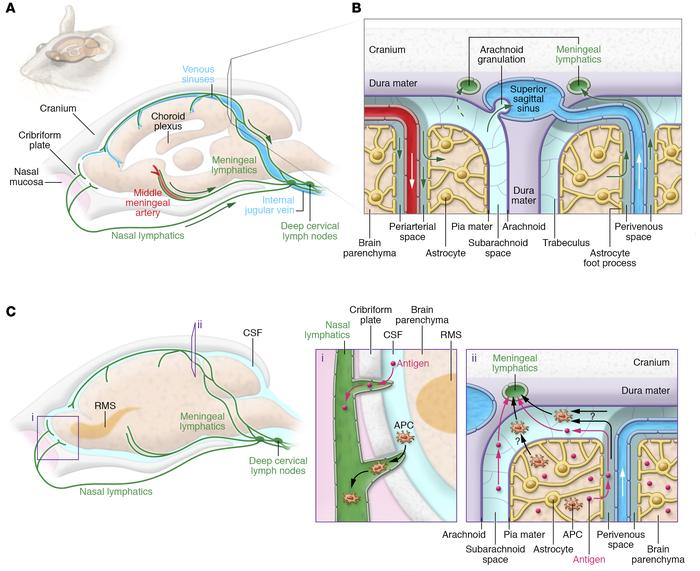 A
Cranium
Cribriform
plate
Nasal
mucosa
Venous
sinuses
Choroid
plexus
Meningeal
lymphatics
Middle
meningeal
artery
Internal
jugular vein
Nasal lymphatics
Deep cervical
lymph nodes
B
Cranium
Arachnoid
granulation
Meningeal
lymphatics
Dura mater
Superior
sagittal
sinus
Dura
mater
Brain
parenchyma
Periarterial
space
Astrocyte
Pia mater
Subarachnoid
space
Arachnoid
Trabeculus
Astrocyte
foot process
Perivenous
space
C
ii
CSF
RMS
i
Meningeal
lymphatics
Deep cervical
lymph nodes
Nasal lymphatics
Nasal
lymphatics
Cribriform
plate
CSF
Brain
parenchyma
RMS
i
Antigen
APC
ii
Meningeal
lymphatics
Cranium
Dura mater
?
?
Arachnoid
Subarachnoid
space
Pia mater
Astrocyte
APC
Antigen
Perivenous
space
Brain
parenchyma